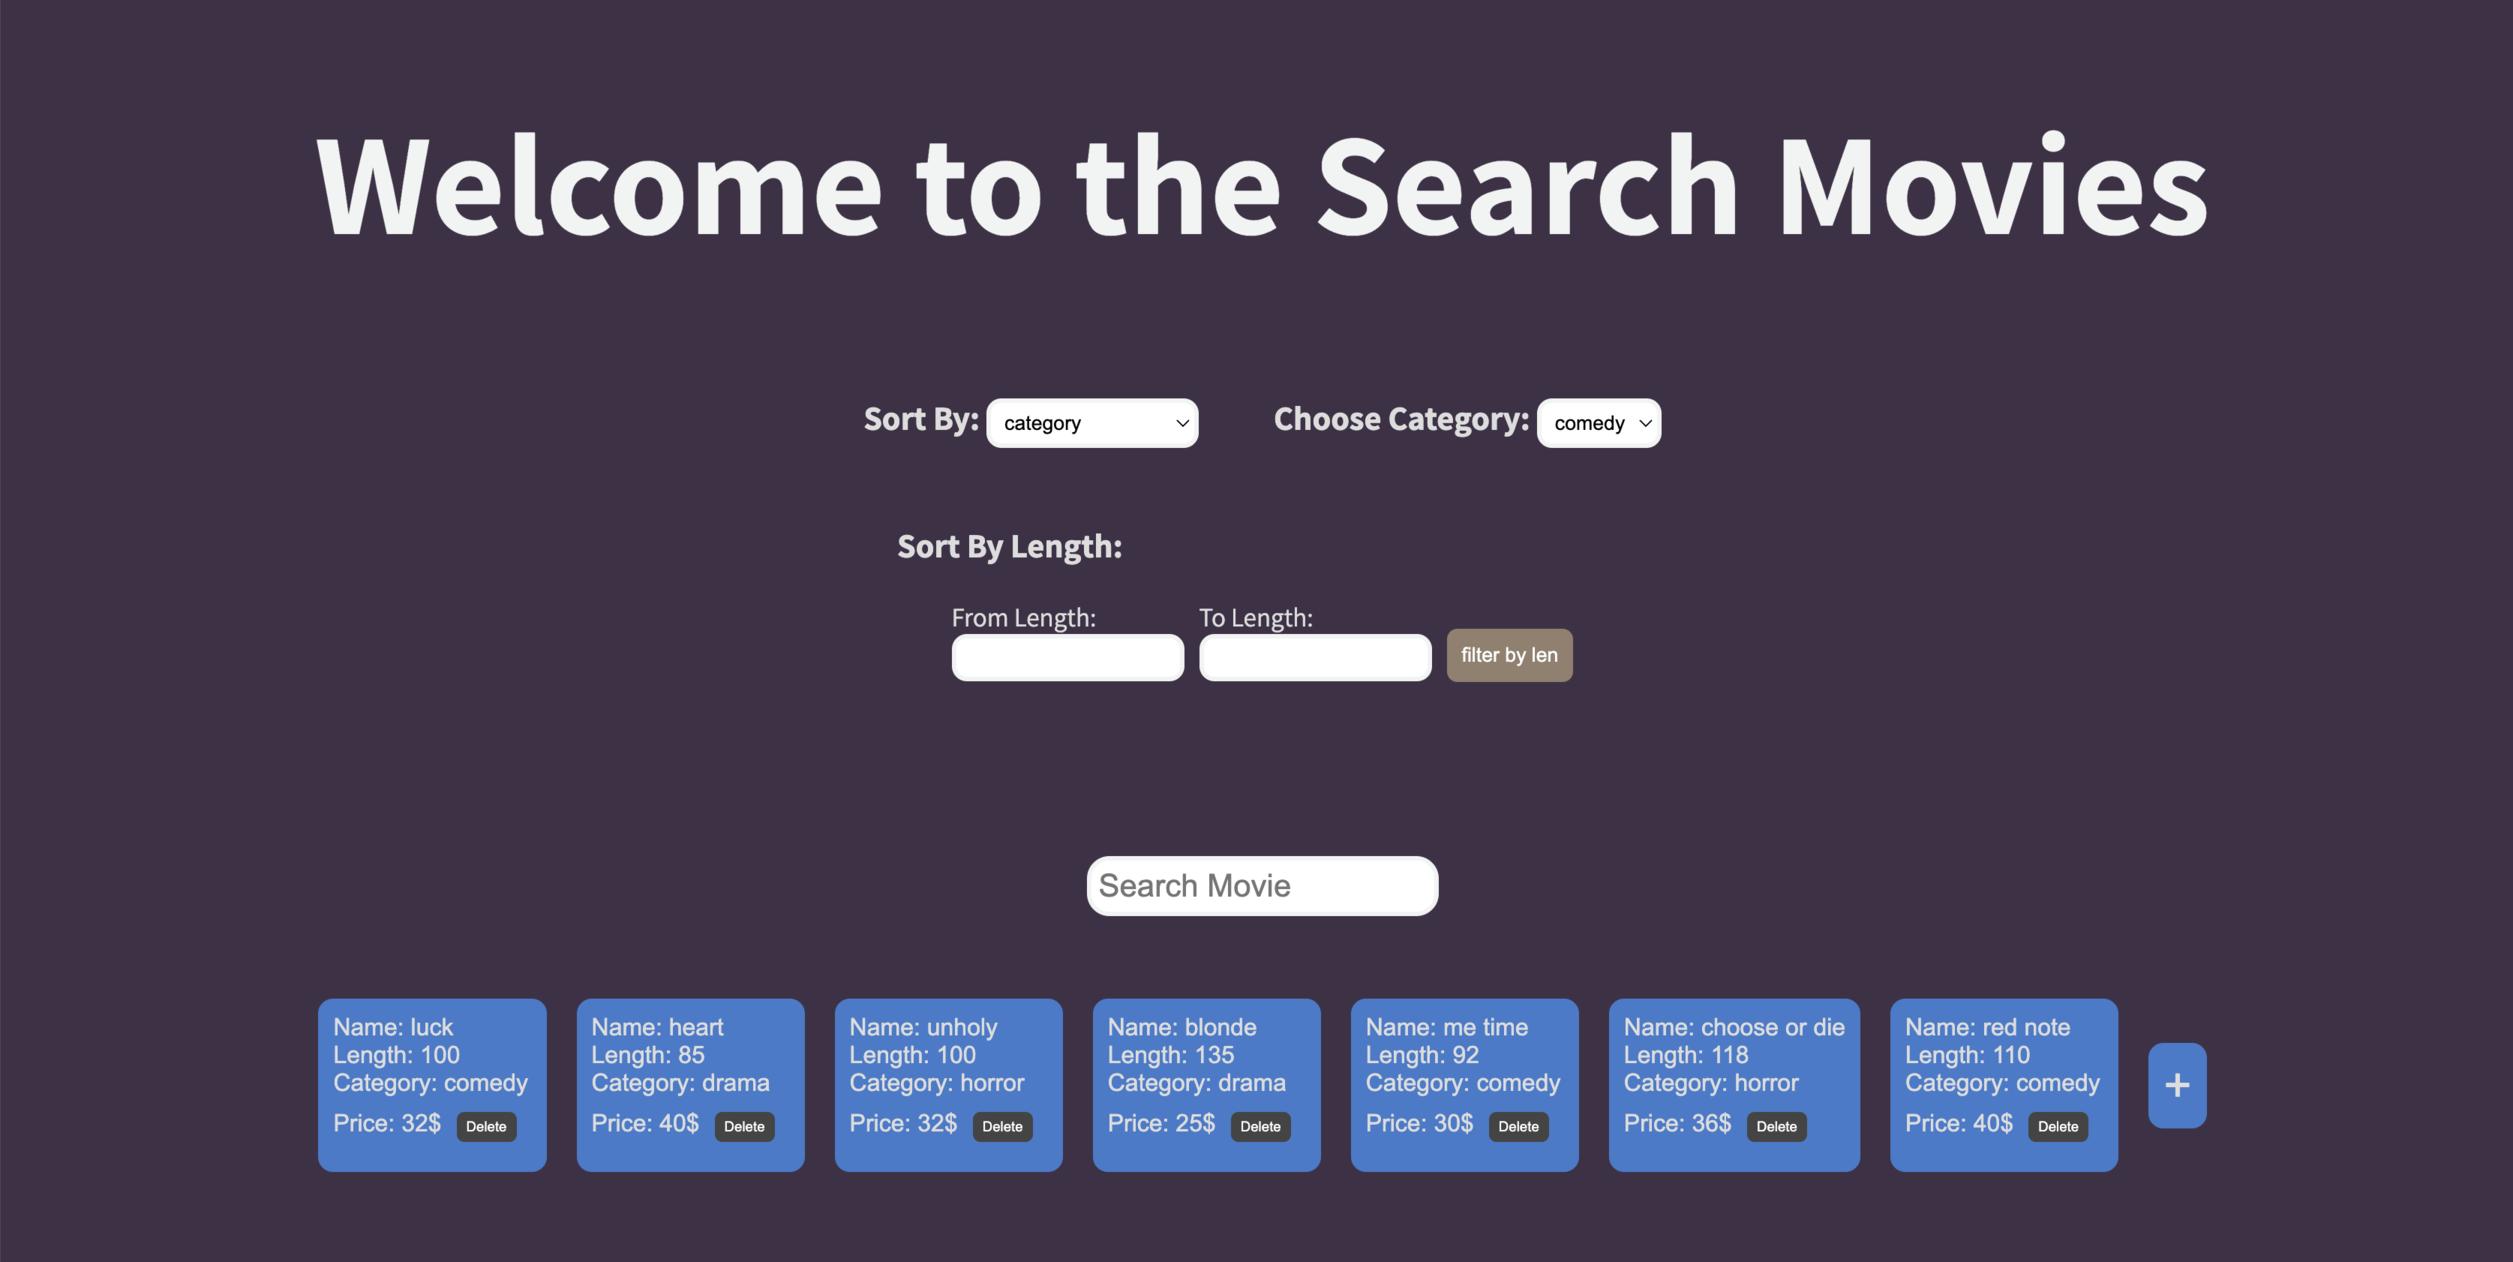 Welcome to the Search Movies
Sort By: category Choose Category: comedy
Sort By Length:
From Length: To Length:
filter by len
Search Movie
Name: luck
Length: 100
Category: comedy
Price: 32$ Delete
Name: heart
Length: 85
Category: drama
Price: 40$ Delete
Name: unholy
Length: 100
Category: horror
Price: 32$ Delete
Name: blonde
Length: 135
Category: drama
Price: 25$ Delete
Name: me time
Length: 92
Category: comedy
Price: 30$ Delete
Name: choose or die
Length: 118
Category: horror
Price: 36$ Delete
Name: red note
Length: 110
Category: comedy
Price: 40$ Delete
+